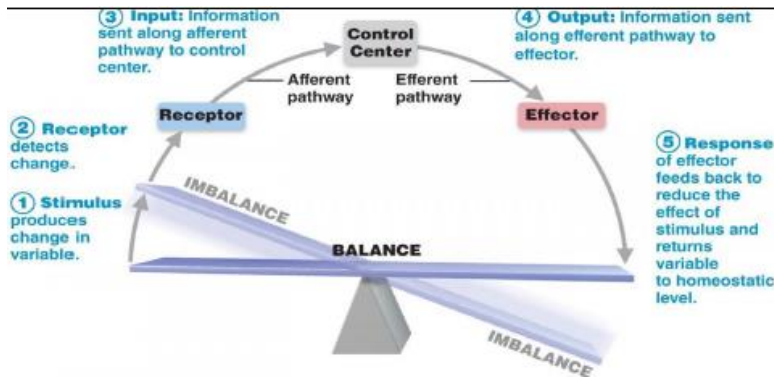 ③ Input: Information
sent along afferent
pathway to control
center.
Control
Center
④ Output: Information sent
along efferent pathway to
effector.
Afferent
pathway
Efferent
pathway
Receptor
Effector
② Receptor
detects
change.
① Stimulus
produces
change in
variable.
IMBALANCE
BALANCE
IMBALANCE
⑤ Response
of effector
feeds back to
reduce the
effect of
stimulus and
returns
variable
to homeostatic
level.